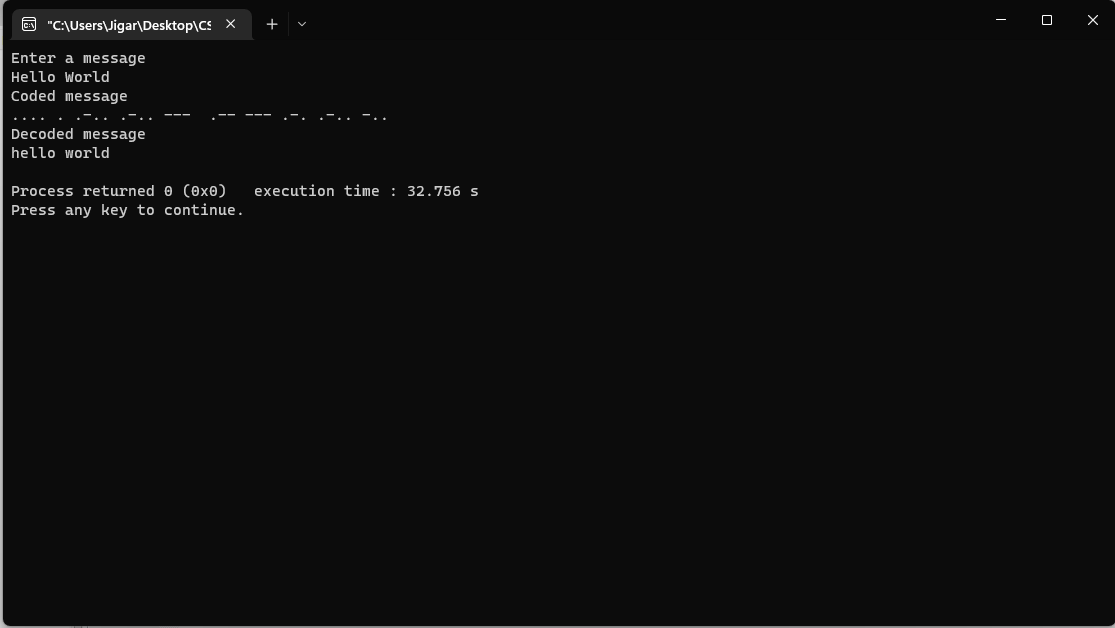 "C:\Users\Jigar\Desktop\CS
Enter a message
Hello World
Coded message
.... . .-.. .-.. ---  .-- --- .-. .-.. -..
Decoded message
hello world
Process returned 0 (0x0)   execution time : 32.756 s
Press any key to continue.